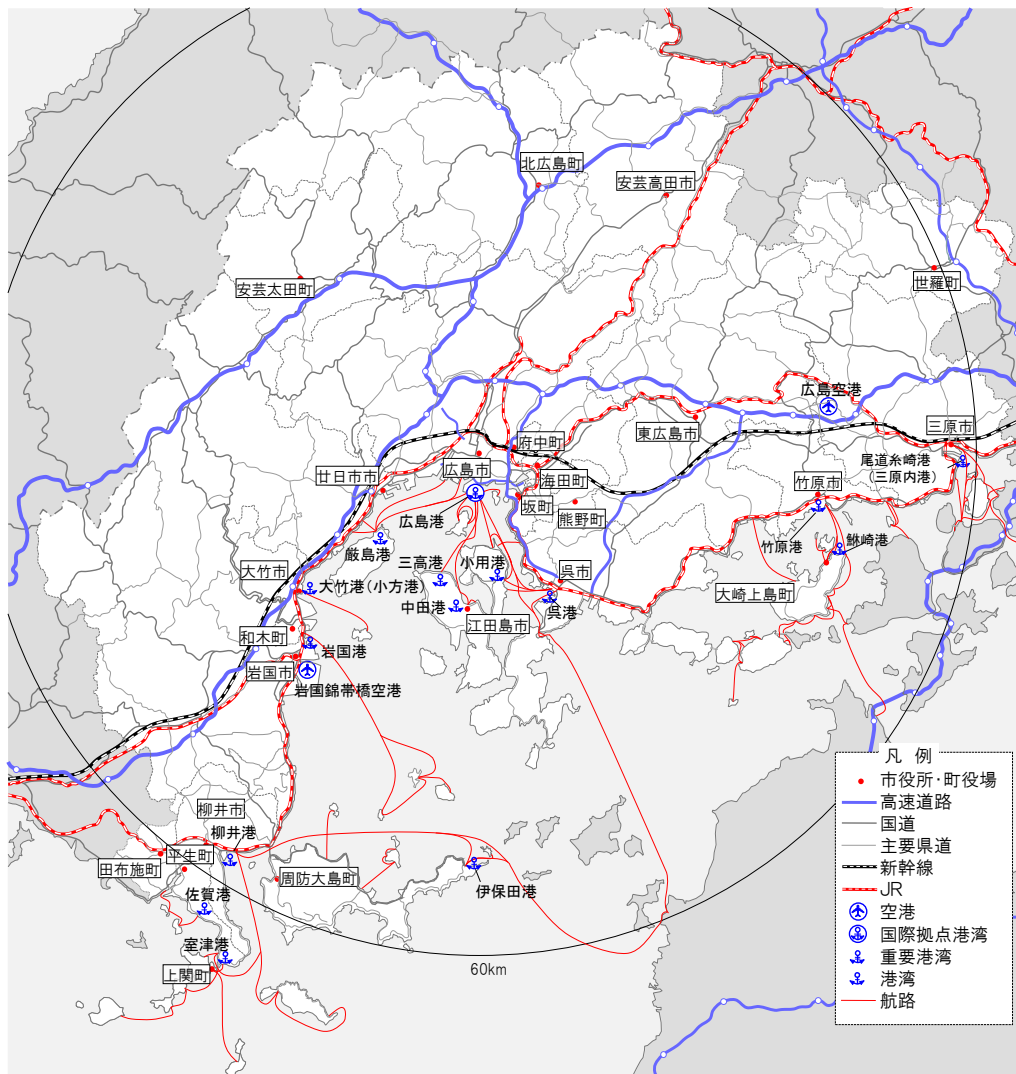 北広島町
安芸高田市
安芸太田町
世羅町
広島空港
三原市
東広島市
府中町
広島市
海田町
尾道糸崎港
(三原内港)
廿日市市
竹原市
坂町
熊野町
広島港
竹原港
鮴崎港
厳島港
三高港
小用港
大竹市
呉市
大竹港(小方港)
大崎上島町
呉港
中田港
江田島市
和木町
岩国港
岩国市
岩国錦帯橋空港
柳井市
柳井港
平生町
田布施町
周防大島町
伊保田港
佐賀港
室津港
上関町
60km
凡 例
市役所・町役場
高速道路
国道
主要県道
新幹線
JR
空港
国際拠点港湾
重要港湾
港湾
航路